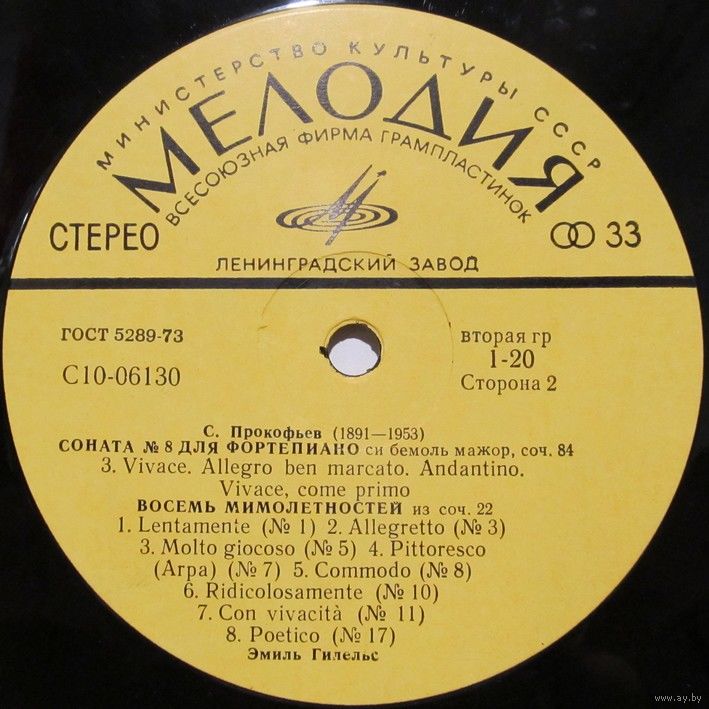 МИНИСТЕРСТВО КУЛЬТУРЫ СССР
МЕЛОДИЯ
ВСЕСОЮЗНАЯ ФИРМА ГРАМПЛАСТИНОК
СТЕРЕО
33
ЛЕНИНГРАДСКИЙ ЗАВОД
ГОСТ 5289-73
вторая гр
1-20
С10-06130
Сторона 2
С. Прокофьев (1891—1953)
СОНАТА № 8 ДЛЯ ФОРТЕПИАНО си бемоль мажор, соч. 84
3. Vivace. Allegro ben marcato. Andantino.
Vivace, come primo
ВОСЕМЬ МИМОЛЕТНОСТЕЙ из соч. 22
1. Lentamente (№ 1) 2. Allegretto (№ 3)
3. Molto giocoso (№ 5) 4. Pittoresco
(Arpa) (№ 7) 5. Commodo (№ 8)
6. Ridicolosamente (№ 10)
7. Con vivacità (№ 11)
8. Poetico (№ 17)
Эмиль Гилельс
www.ay.by